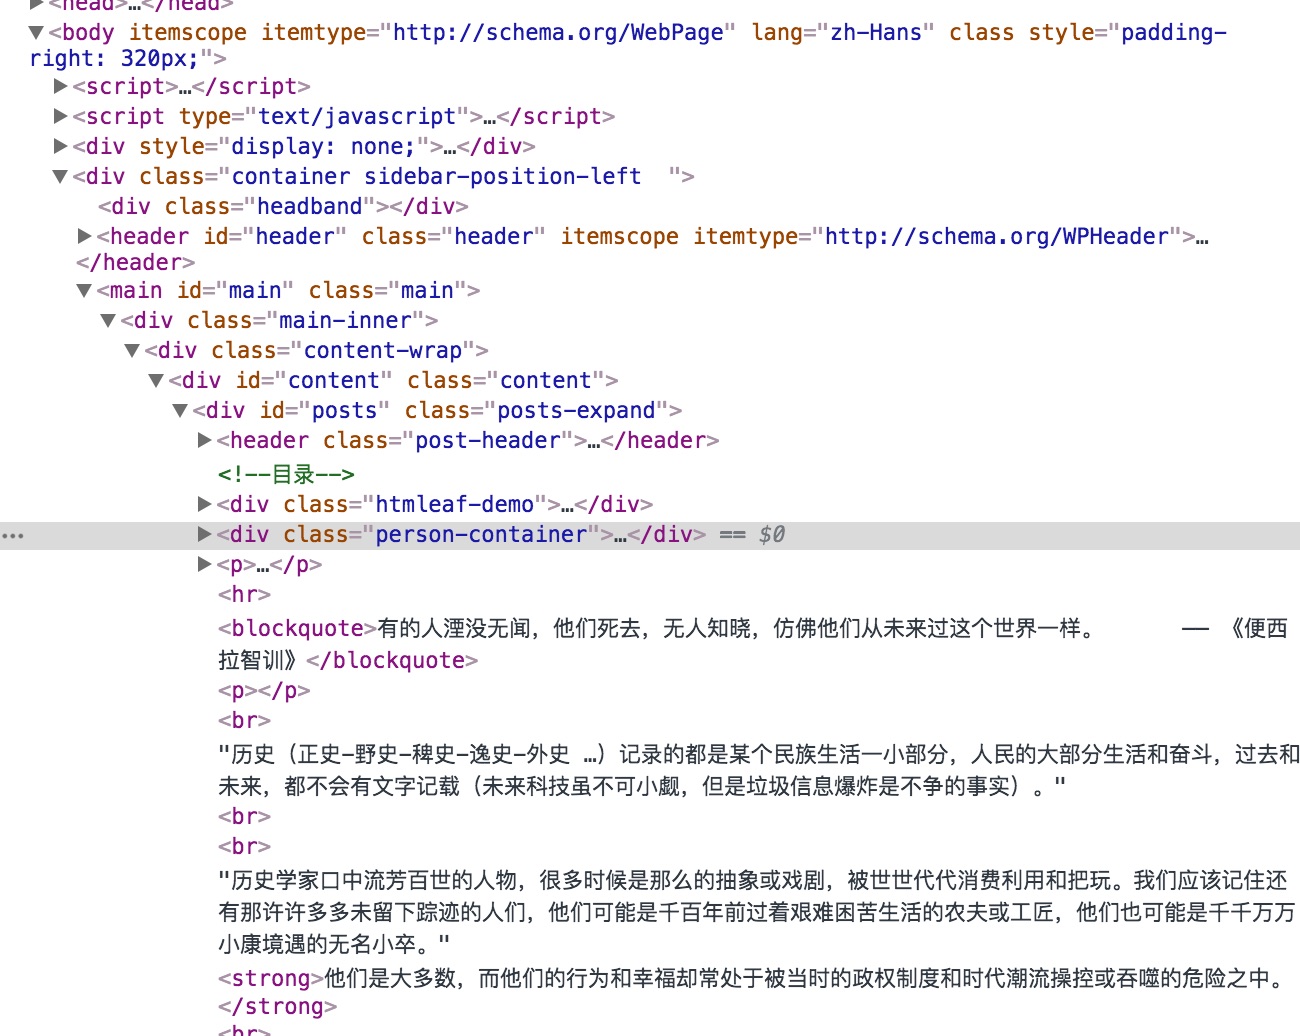 ▶<head>…</head>
▼<body itemscope itemtype="http://schema.org/WebPage" lang="zh-Hans" class style="padding-
right: 320px;">
▶<script>…</script>
▶<script type="text/javascript">…</script>
▶<div style="display: none;">…</div>
▼<div class="container sidebar-position-left  ">
<div class="headband"></div>
▶<header id="header" class="header" itemscope itemtype="http://schema.org/WPHeader">…
</header>
▼<main id="main" class="main">
▼<div class="main-inner">
▼<div class="content-wrap">
▼<div id="content" class="content">
▼<div id="posts" class="posts-expand">
▶<header class="post-header">…</header>
<!--目录-->
▶<div class="htmleaf-demo">…</div>
… ▶<div class="person-container">…</div> == $0
▶<p>…</p>
<hr>
<blockquote>有的人湮没无闻，他们死去，无人知晓，仿佛他们从未来过这个世界一样。 —— 《便西
拉智训》</blockquote>
<p></p>
<br>
"历史（正史-野史-稗史-逸史-外史 …）记录的都是某个民族生活一小部分，人民的大部分生活和奋斗，过去和
未来，都不会有文字记载（未来科技虽不可小觑，但是垃圾信息爆炸是不争的事实）。"
<br>
<br>
"历史学家口中流芳百世的人物，很多时候是那么的抽象或戏剧，被世世代代消费利用和把玩。我们应该记住还
有那许许多多未留下踪迹的人们，他们可能是千百年前过着艰难困苦生活的农夫或工匠，他们也可能是千千万万
小康境遇的无名小卒。"
<strong>他们是大多数，而他们的行为和幸福却常处于被当时的政权制度和时代潮流操控或吞噬的危险之中。
</strong>
<br>